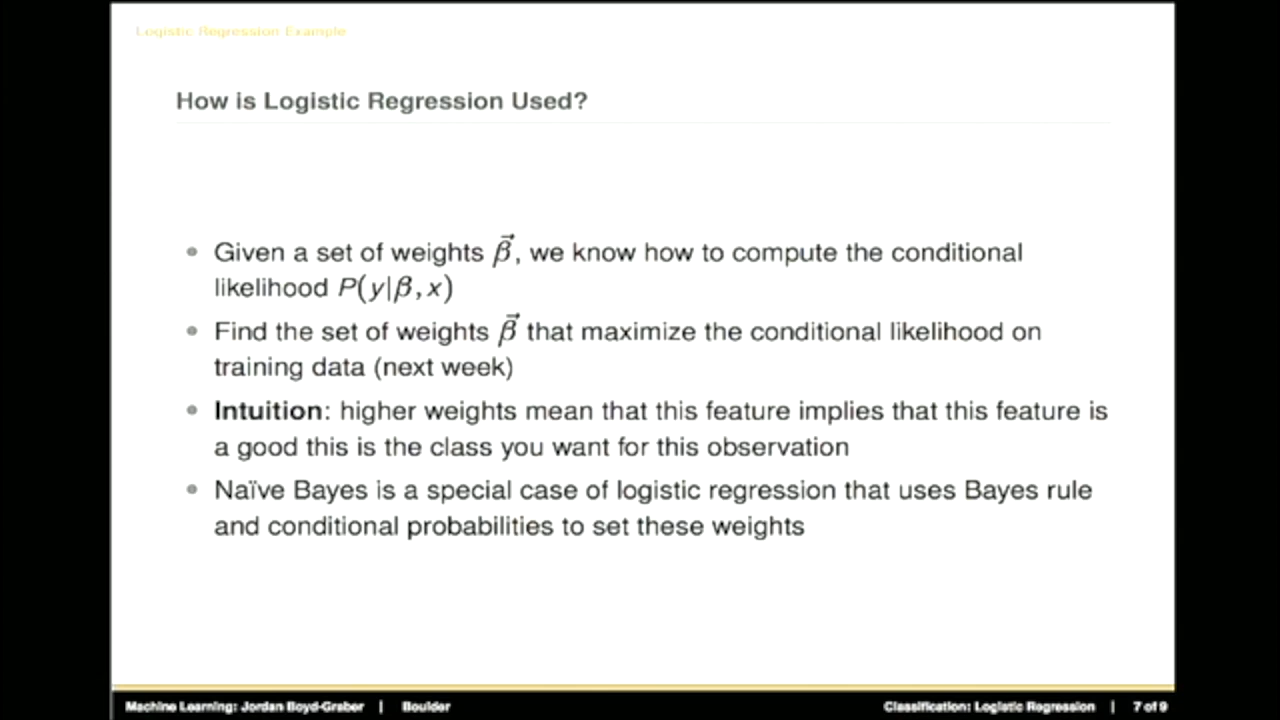 Logistic Regression Example
How is Logistic Regression Used?
• Given a set of weights β⃗, we know how to compute the conditional
likelihood P(y|β, x)
• Find the set of weights β⃗ that maximize the conditional likelihood on
training data (next week)
• Intuition: higher weights mean that this feature implies that this feature is
a good this is the class you want for this observation
• Naïve Bayes is a special case of logistic regression that uses Bayes rule
and conditional probabilities to set these weights
Machine Learning: Jordan Boyd-Graber | Boulder Classification: Logistic Regression | 7 of 9